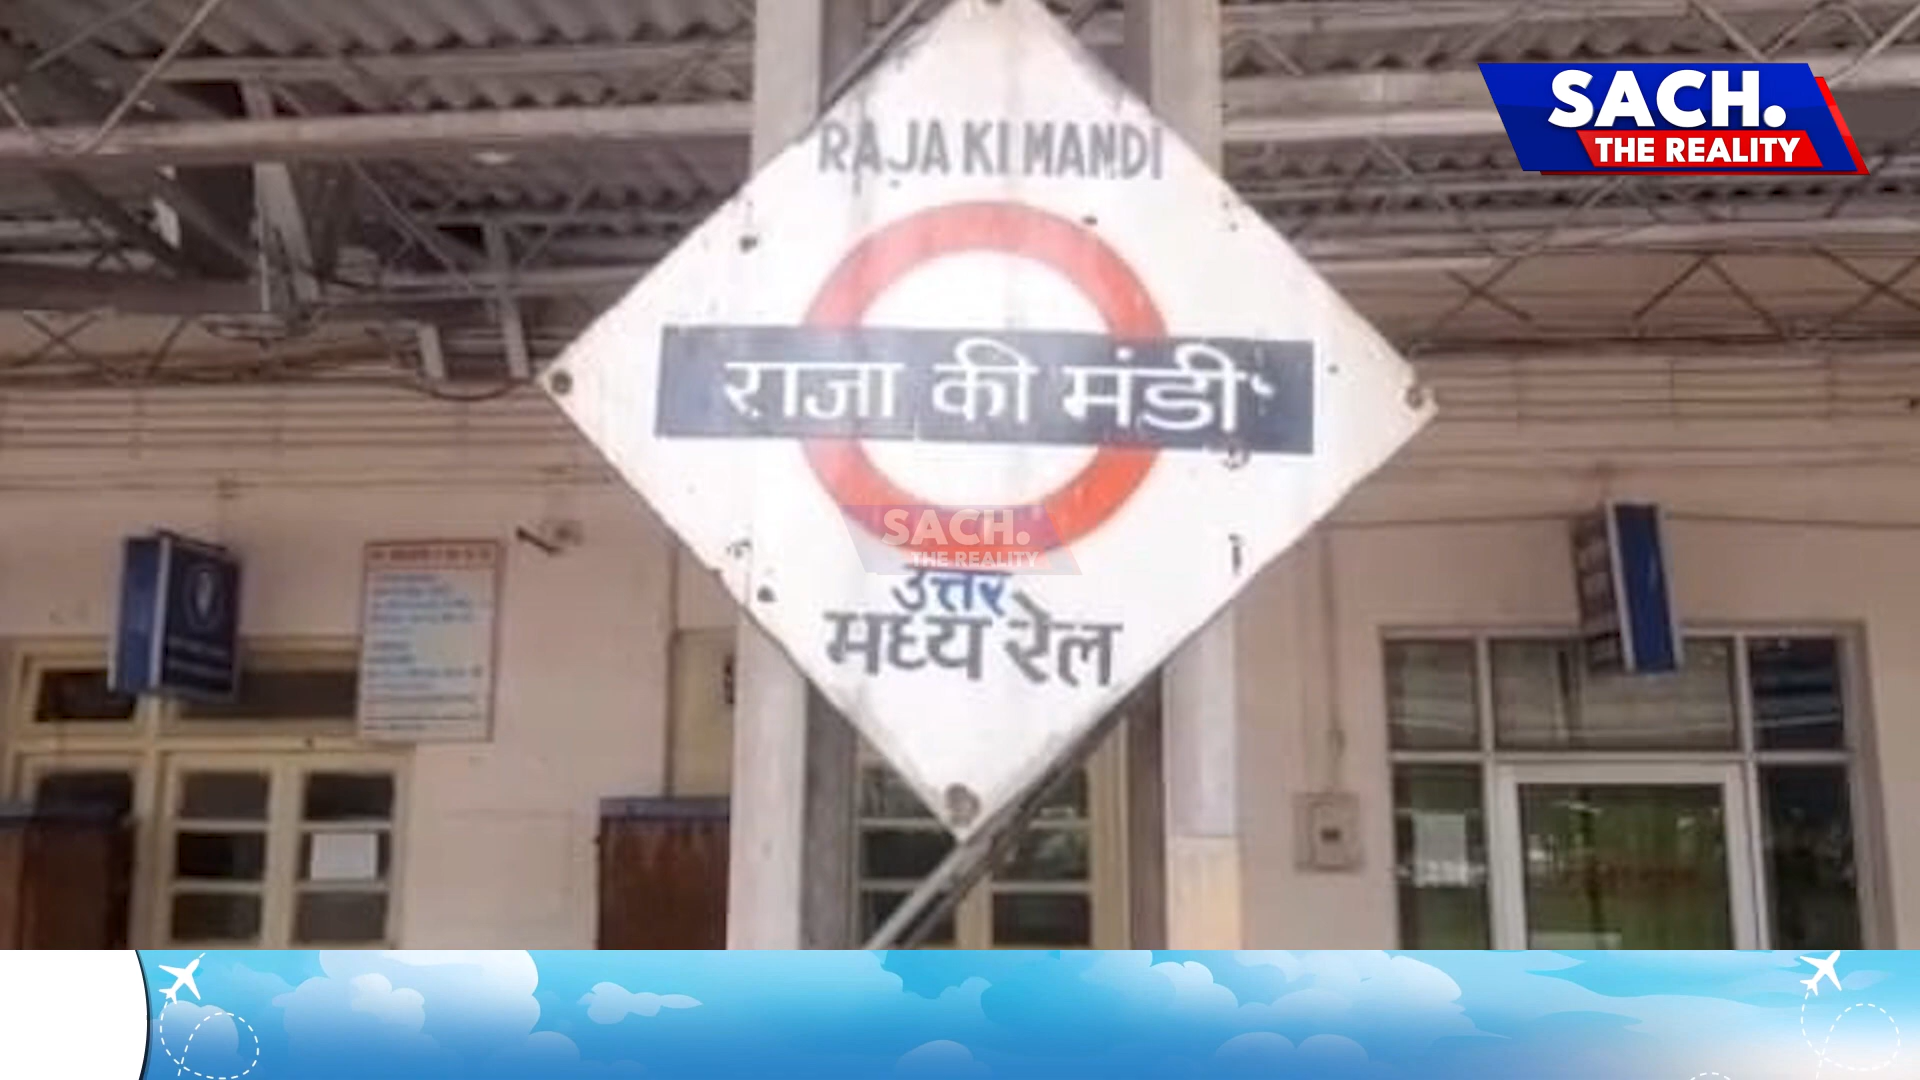 SACH.
THE REALITY
RAJA KI MANDI
राजा की मंडी
SACH.
THE REALITY
उत्तर
मध्य रेल